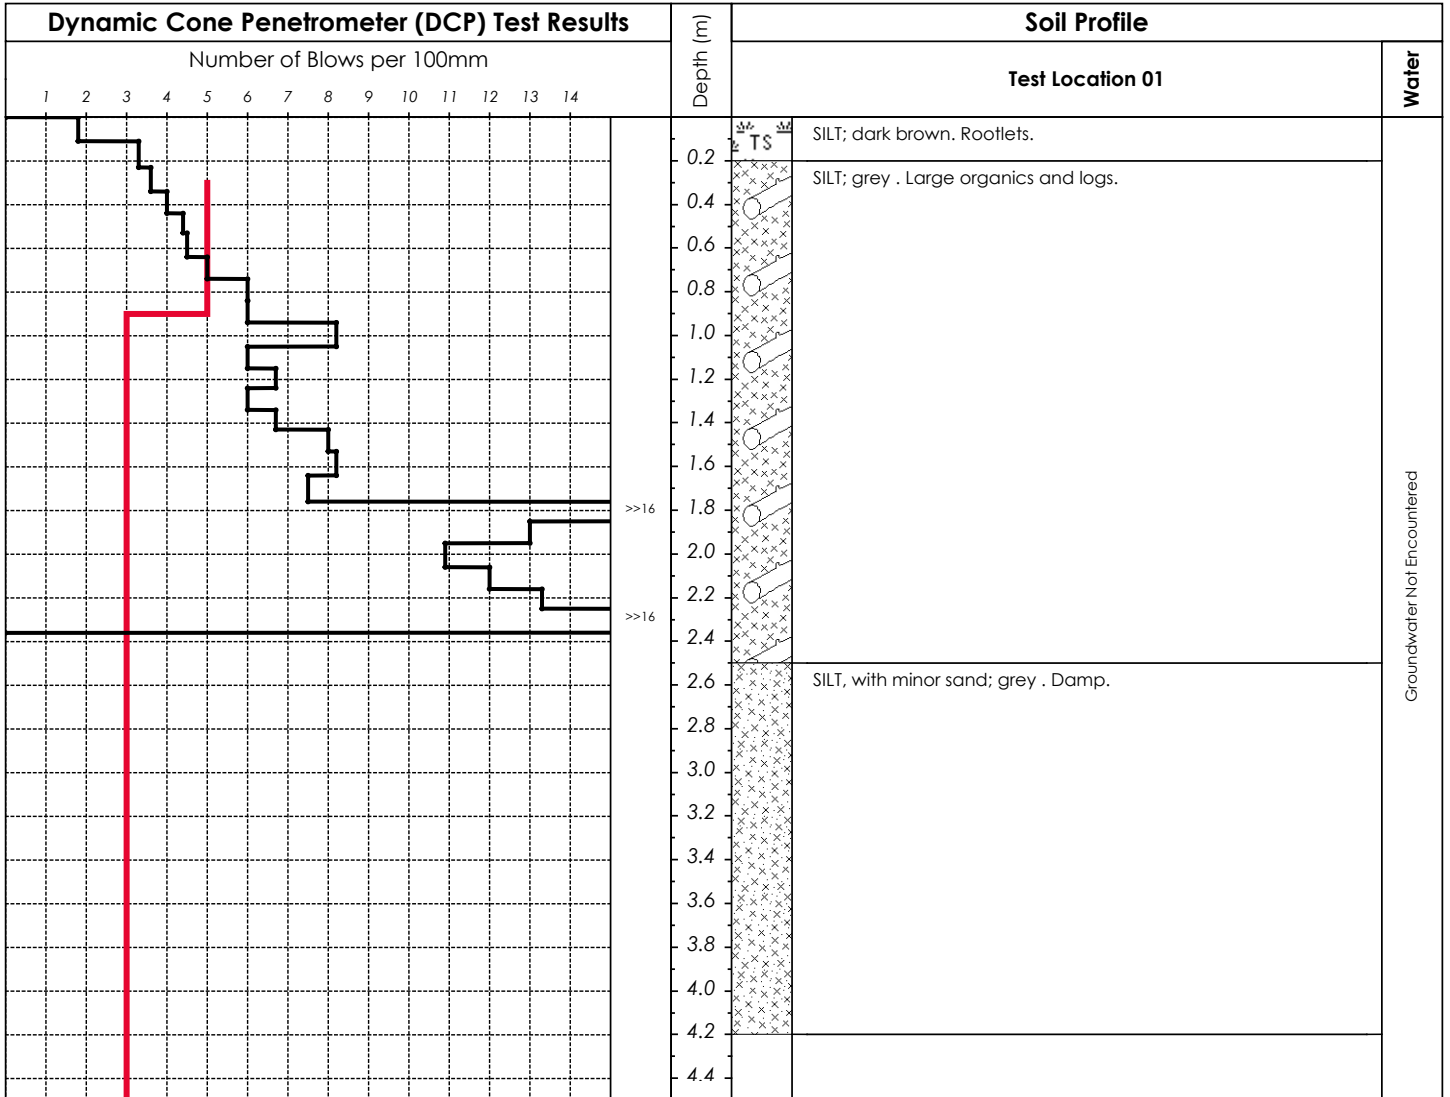 Dynamic Cone Penetrometer (DCP) Test Results
Number of Blows per 100mm
1 2 3 4 5 6 7 8 9 10 11 12 13 14
Depth (m)
Soil Profile
Test Location 01
Water
TS
SILT; dark brown. Rootlets.
0.2
SILT; grey . Large organics and logs.
0.4
0.6
0.8
1.0
1.2
1.4
1.6
>>16
1.8
2.0
2.2
>>16
2.4
2.6
SILT, with minor sand; grey . Damp.
2.8
3.0
3.2
3.4
3.6
3.8
4.0
4.2
4.4
Groundwater Not Encountered